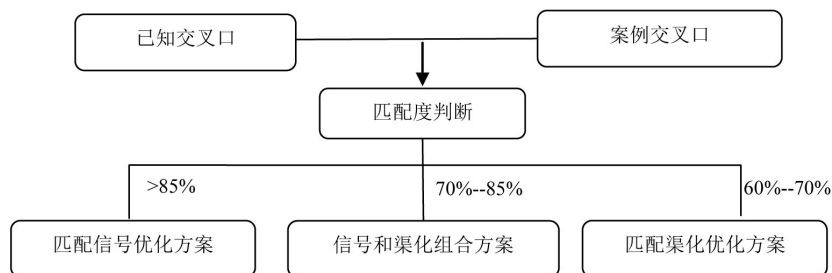 已知交叉口
案例交叉口
匹配度判断
>85%
70%--85%
60%--70%
匹配信号优化方案
信号和渠化组合方案
匹配渠化优化方案